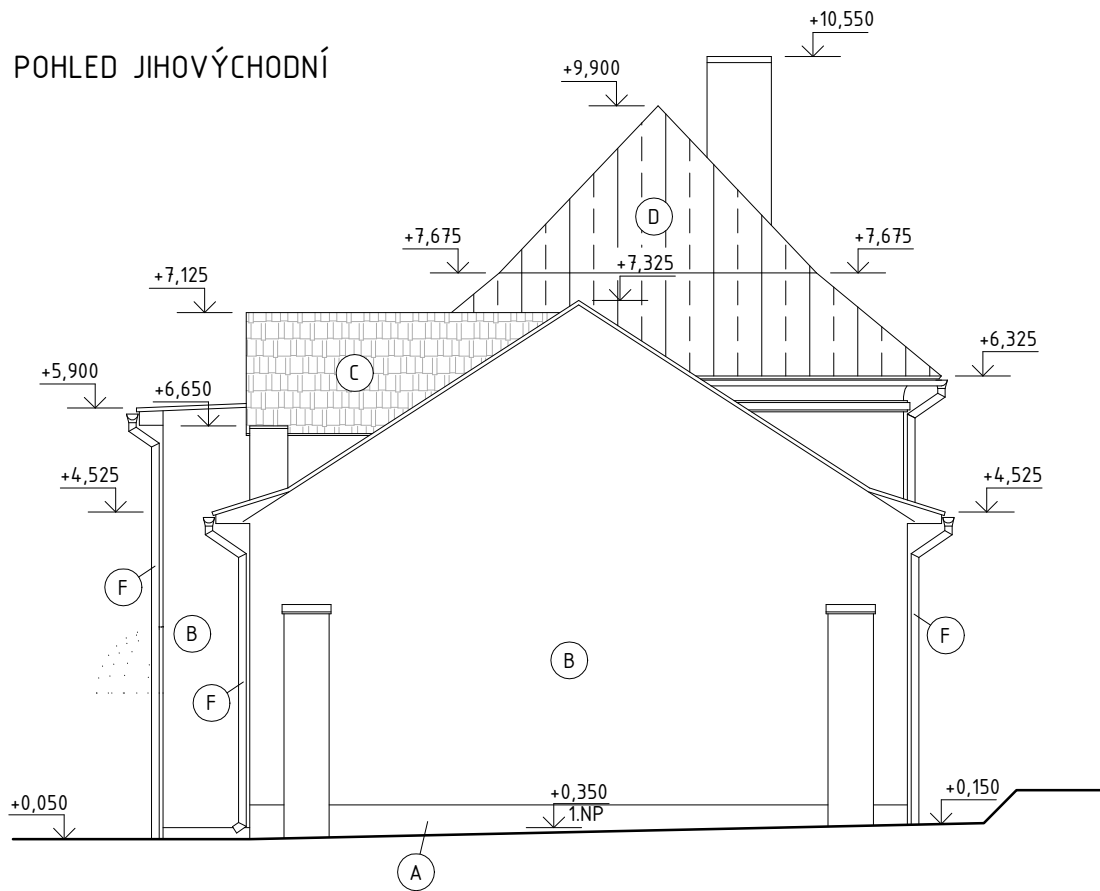 +10,550
POHLED JIHOVÝCHODNÍ
+9,900
D
+7,675
+7,675
+7,325
+7,125
+6,325
C
+5,900
+6,650
+4,525
+4,525
F
B
F
B
F
+0,350
+0,150
+0,050
1.NP
A